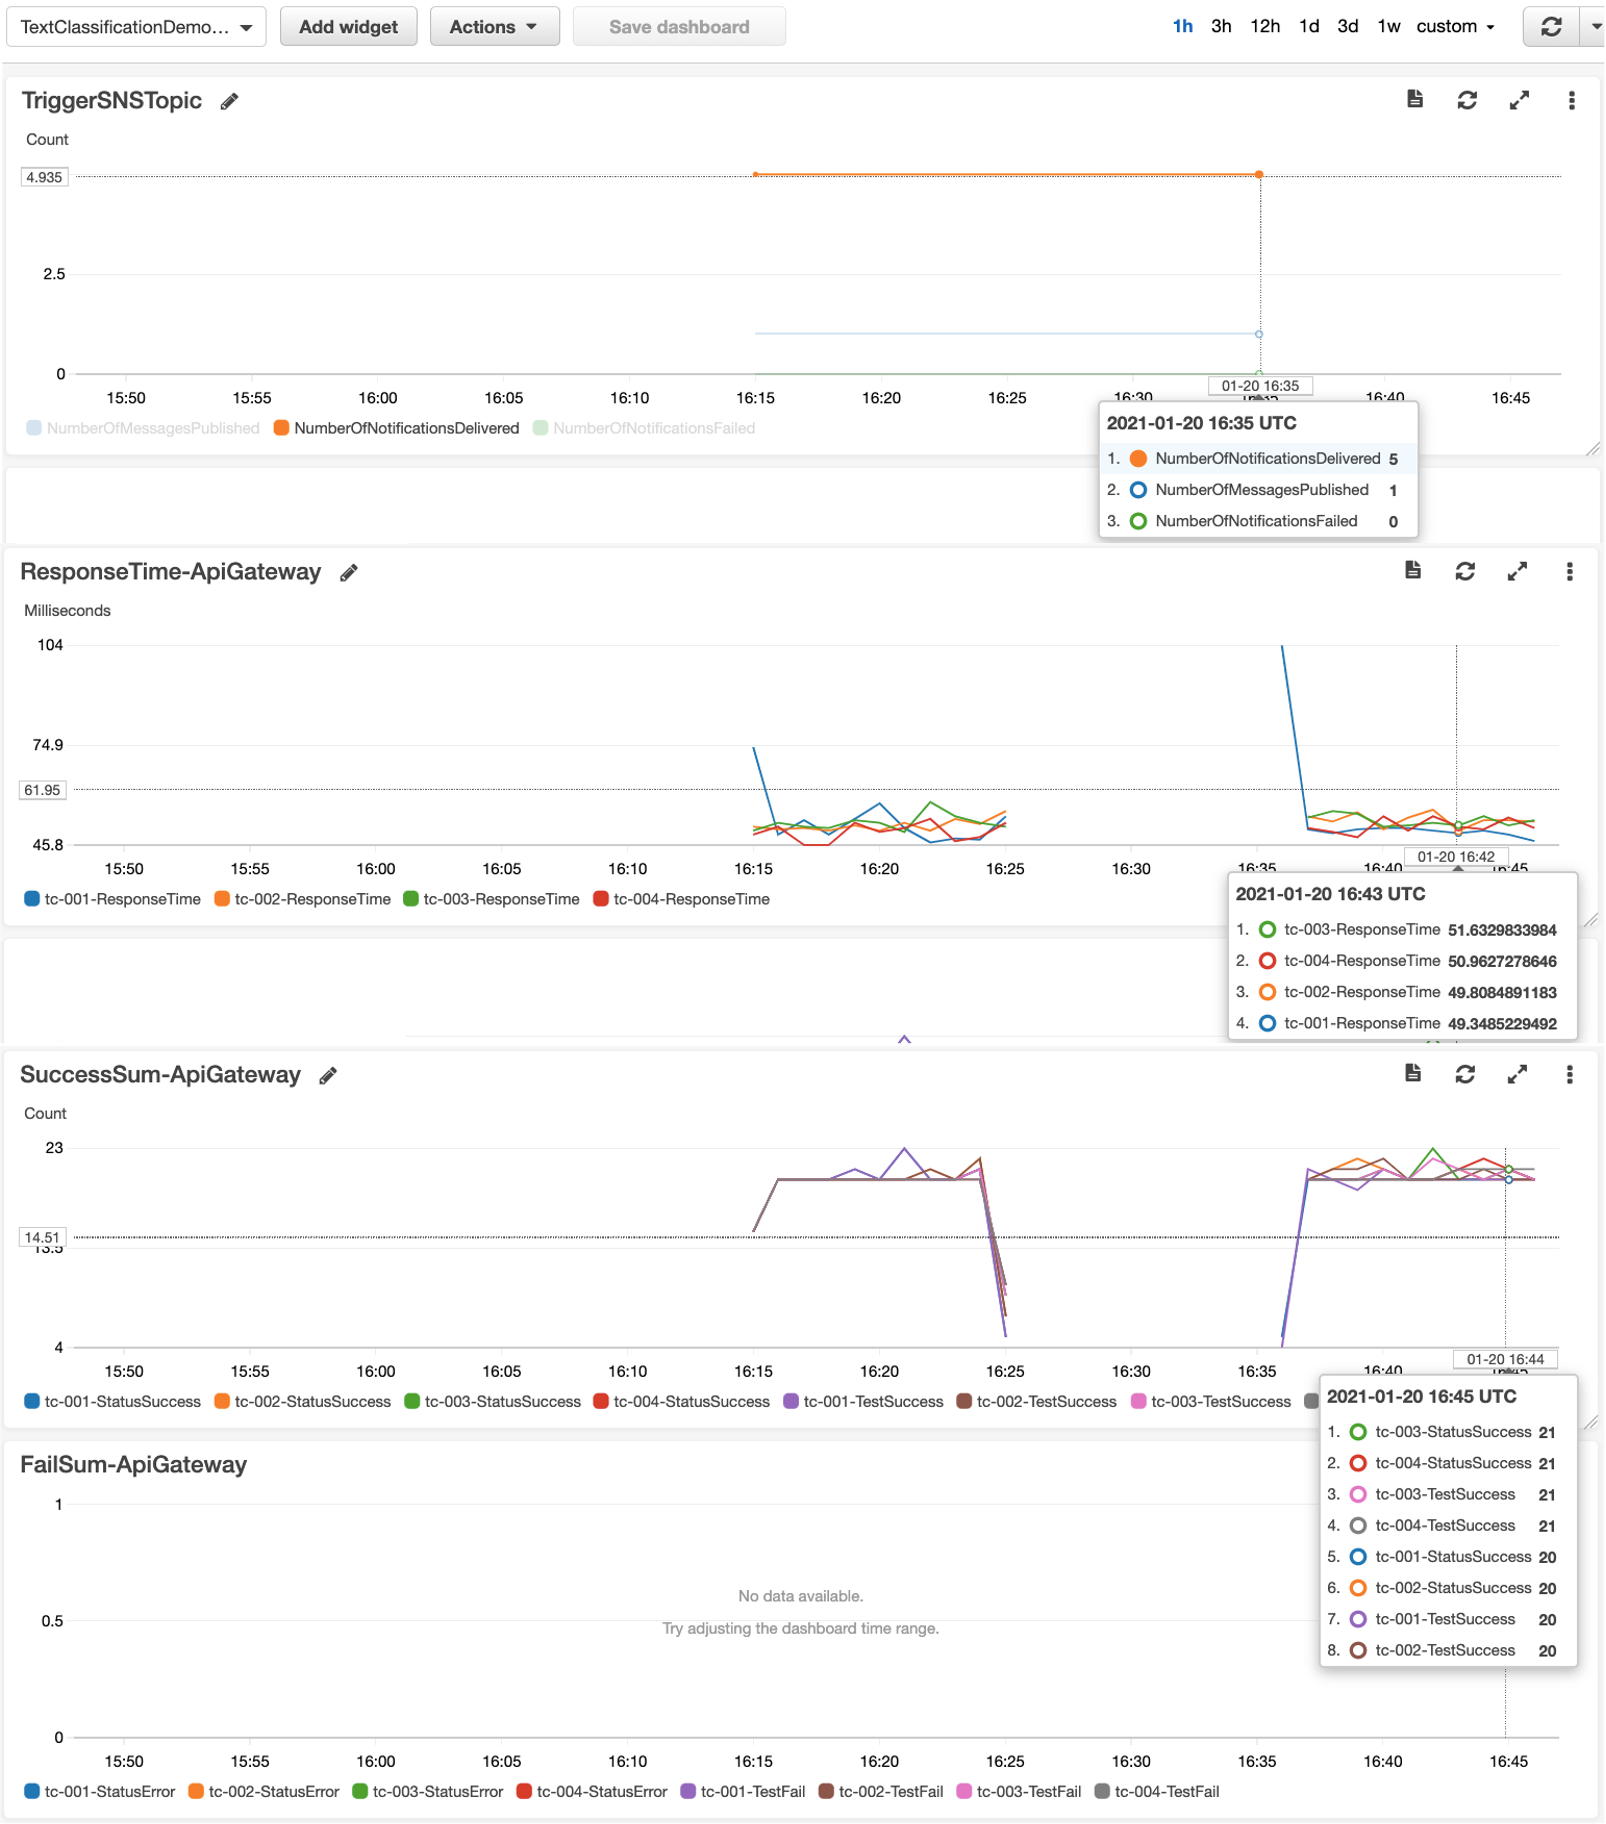 TextClassificationDemo... Add widget Actions Save dashboard 1h 3h 12h 1d 3d 1w custom
TriggerSNSTopic
Count
4.935
2.5
0
01-20 16:35
15:50 15:55 16:00 16:05 16:10 16:15 16:20 16:25 16:30 16:35 16:40 16:45
NumberOfMessagesPublished NumberOfNotificationsDelivered NumberOfNotificationsFailed
2021-01-20 16:35 UTC
1. NumberOfNotificationsDelivered 5
2. NumberOfMessagesPublished 1
3. NumberOfNotificationsFailed 0
ResponseTime-ApiGateway
Milliseconds
104
74.9
61.95
45.8
01-20 16:42
15:50 15:55 16:00 16:05 16:10 16:15 16:20 16:25 16:30 16:35 16:40 16:45
tc-001-ResponseTime tc-002-ResponseTime tc-003-ResponseTime tc-004-ResponseTime
2021-01-20 16:43 UTC
1. tc-003-ResponseTime 51.6329833984
2. tc-004-ResponseTime 50.9627278646
3. tc-002-ResponseTime 49.8084891183
4. tc-001-ResponseTime 49.3485229492
SuccessSum-ApiGateway
Count
23
14.51
13.5
4
01-20 16:44
15:50 15:55 16:00 16:05 16:10 16:15 16:20 16:25 16:30 16:35 16:40 16:45
tc-001-StatusSuccess tc-002-StatusSuccess tc-003-StatusSuccess tc-004-StatusSuccess tc-001-TestSuccess tc-002-TestSuccess tc-003-TestSuccess
2021-01-20 16:45 UTC
1. tc-003-StatusSuccess 21
2. tc-004-StatusSuccess 21
3. tc-003-TestSuccess 21
4. tc-004-TestSuccess 21
5. tc-001-StatusSuccess 20
6. tc-002-StatusSuccess 20
7. tc-001-TestSuccess 20
8. tc-002-TestSuccess 20
FailSum-ApiGateway
1
0.5
0
No data available.
Try adjusting the dashboard time range.
15:50 15:55 16:00 16:05 16:10 16:15 16:20 16:25 16:30 16:35 16:40 16:45
tc-001-StatusError tc-002-StatusError tc-003-StatusError tc-004-StatusError tc-001-TestFail tc-002-TestFail tc-003-TestFail tc-004-TestFail